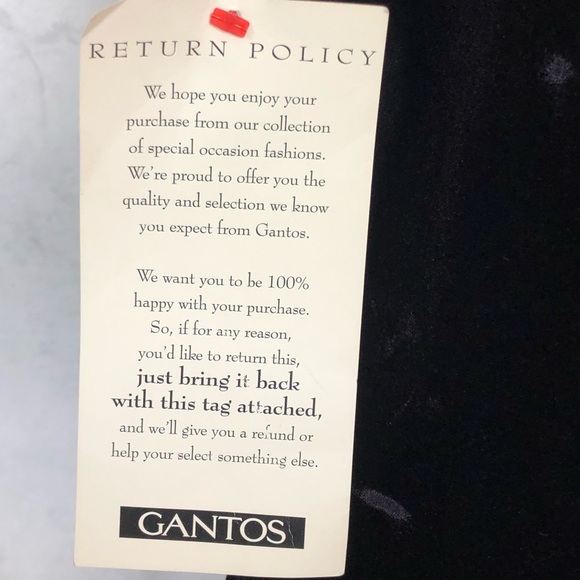 RETURN POLICY
We hope you enjoy your
purchase from our collection
of special occasion fashions.
We're proud to offer you the
quality and selection we know
you expect from Gantos.
We want you to be 100%
happy with your purchase.
So, if for any reason,
you'd like to return this,
just bring it back
with this tag attached,
and we'll give you a refund or
help your select something else.
GANTOS